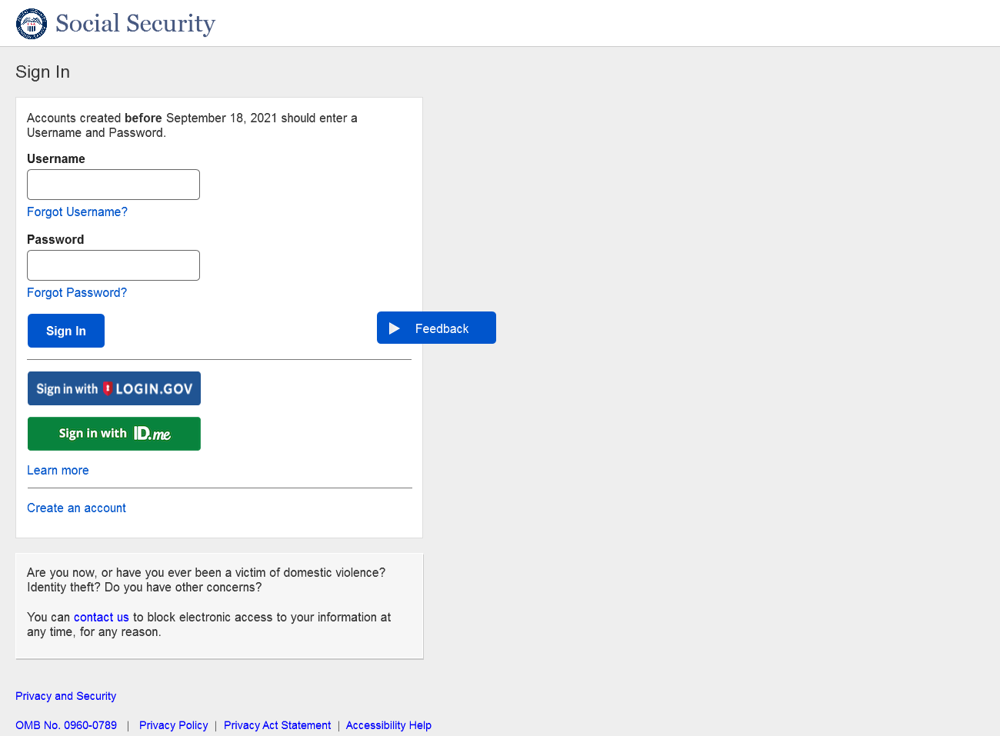 Social Security
Sign In
Accounts created before September 18, 2021 should enter a
Username and Password.
Username
Forgot Username?
Password
Forgot Password?
Sign In
Feedback
Sign in with LOGIN.GOV
Sign in with ID.me
Learn more
Create an account
Are you now, or have you ever been a victim of domestic violence?
Identity theft? Do you have other concerns?
You can contact us to block electronic access to your information at
any time, for any reason.
Privacy and Security
OMB No. 0960-0789 | Privacy Policy | Privacy Act Statement | Accessibility Help